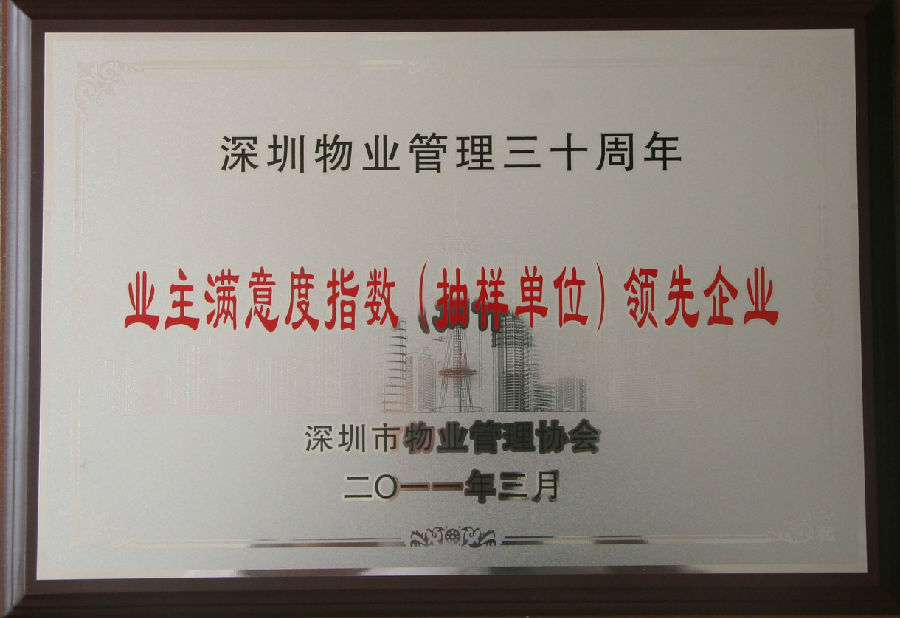 深圳物业管理三十周年
业主满意度指数（抽样单位）领先企业
深圳市物业管理协会
二〇一一年三月